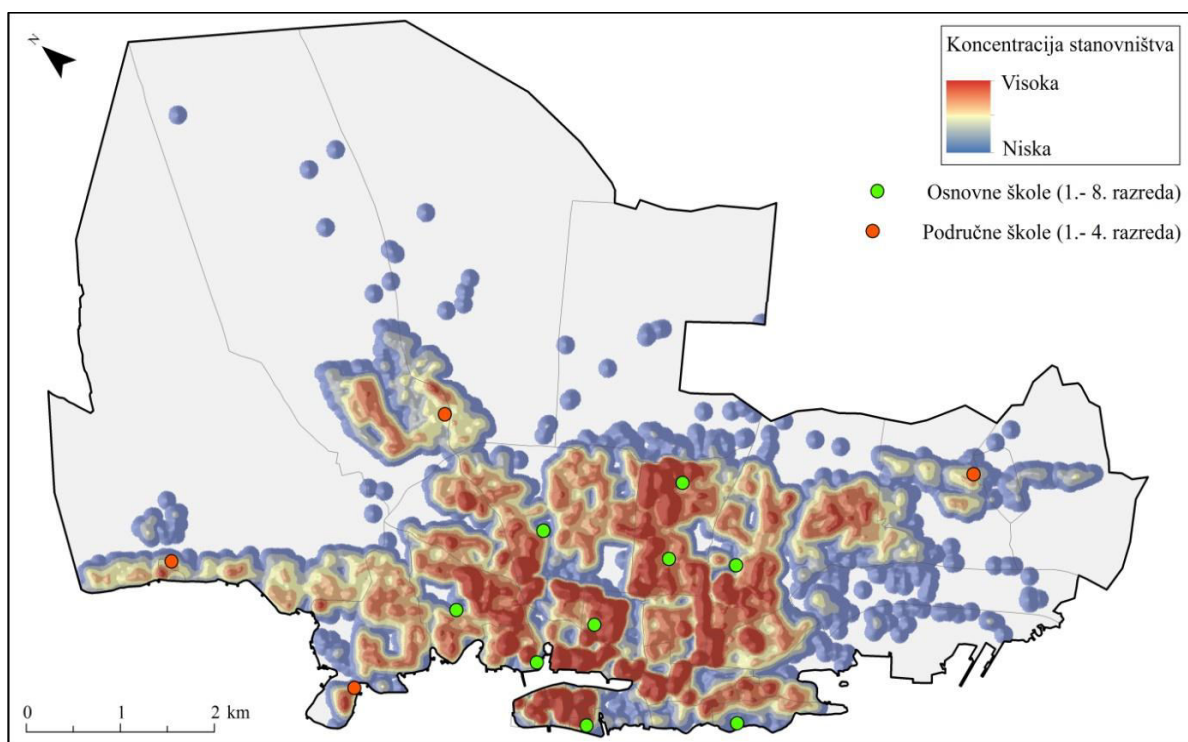 N
Koncentracija stanovništva
Visoka
Niska
Osnovne škole (1.- 8. razreda)
Područne škole (1.- 4. razreda)
0 1 2 km